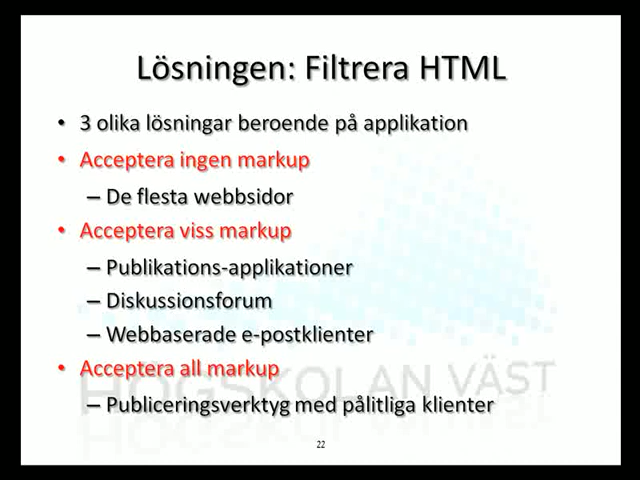 Lösningen: Filtrera HTML
• 3 olika lösningar beroende på applikation
• Acceptera ingen markup
– De flesta webbsidor
• Acceptera viss markup
– Publikations-applikationer
– Diskussionsforum
– Webbaserade e-postklienter
• Acceptera all markup
HÖGSKOLAN VÄST
– Publiceringsverktyg med pålitliga klienter
22